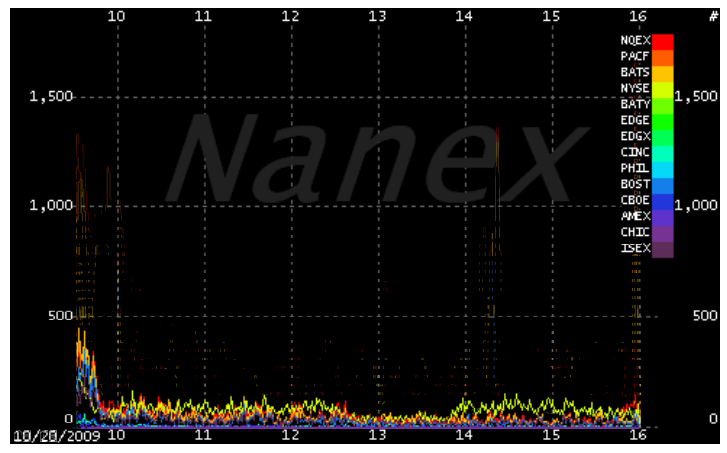 10 11 12 13 14 15 16 #
NQEX
PACF
BATS
1,500 NYSE 1,500
BATY
EDGE
EDGX
CINC
PHIL
BOST
1,000 CBOE 1,000
AMEX
CHIC
ISEX
Nanex
500 500
0 0
10/20/2009 10 11 12 13 14 15 16